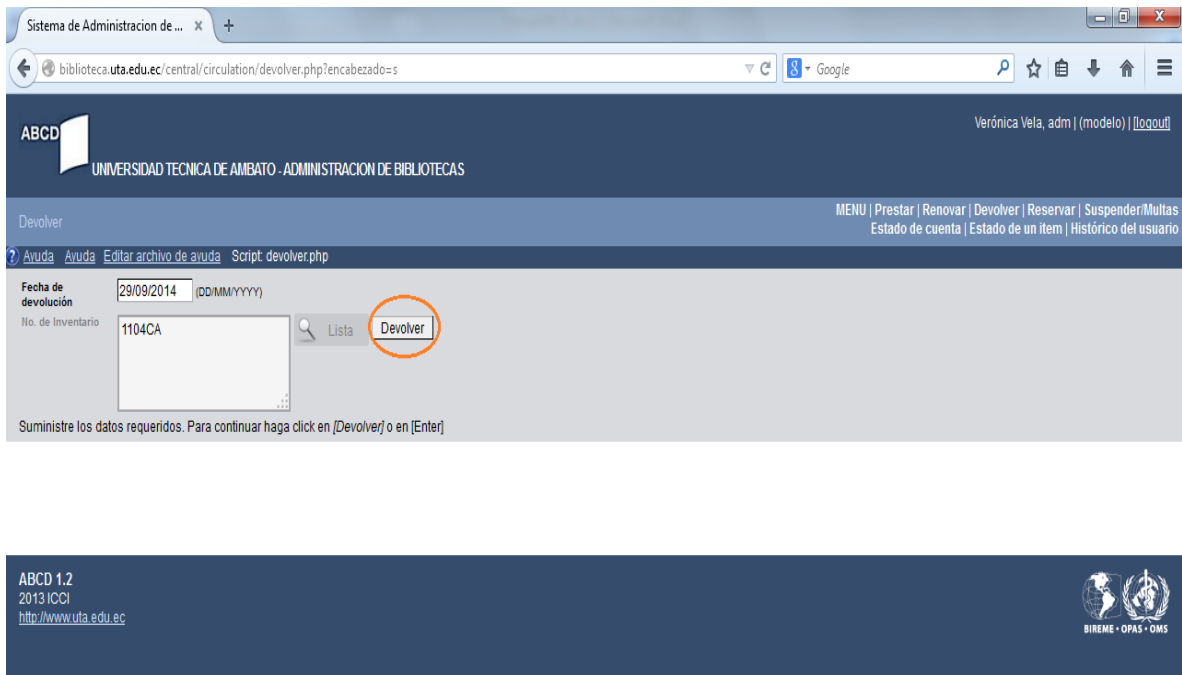 Sistema de Administracion de ... × +
biblioteca.uta.edu.ec/central/circulation/devolver.php?encabezado=s
8 Google
ABCD
Verónica Vela, adm | (modelo) | [logout]
UNIVERSIDAD TECNICA DE AMBATO - ADMINISTRACION DE BIBLIOTECAS
Devolver
MENU | Prestar | Renovar | Devolver | Reservar | Suspender/Multas
Estado de cuenta | Estado de un item | Histórico del usuario
? Ayuda Ayuda Editar archivo de ayuda Script: devolver.php
Fecha de
devolución
29/09/2014 (DD/MM/YYYY)
No. de Inventario
1104CA
Lista
Devolver
Suministre los datos requeridos. Para continuar haga click en [Devolver] o en [Enter]
ABCD 1.2
2013 ICCI
http://www.uta.edu.ec
BIREME • OPAS • OMS